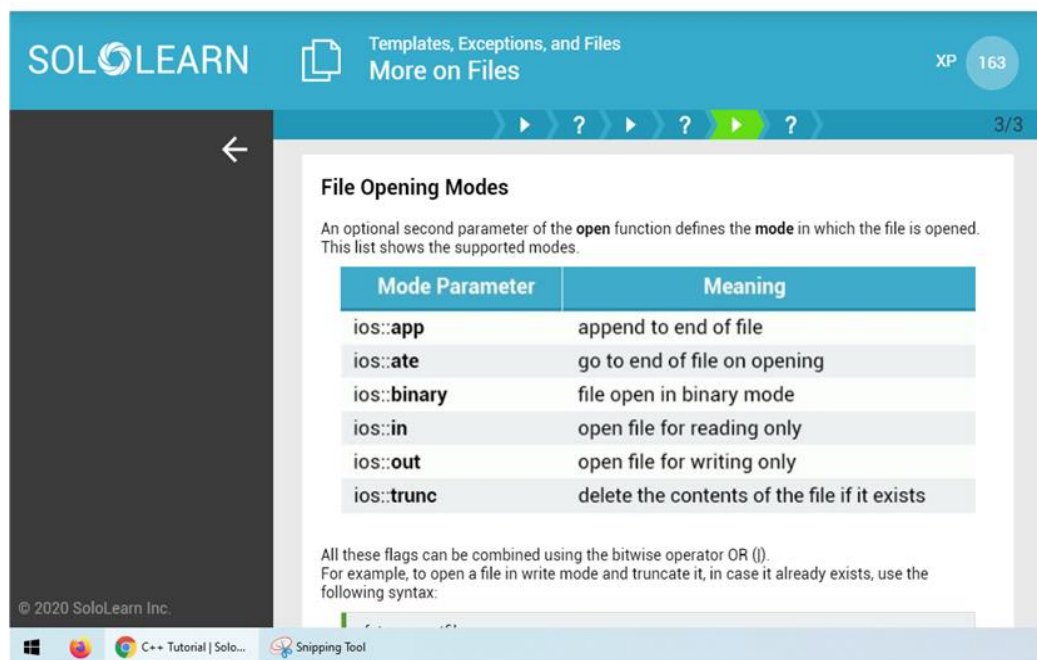 SOLOLEARN
Templates, Exceptions, and Files
More on Files
XP 163
? ? ? 3/3
File Opening Modes
An optional second parameter of the open function defines the mode in which the file is opened.
This list shows the supported modes.
Mode Parameter Meaning
ios::app append to end of file
ios::ate go to end of file on opening
ios::binary file open in binary mode
ios::in open file for reading only
ios::out open file for writing only
ios::trunc delete the contents of the file if it exists
All these flags can be combined using the bitwise operator OR (|).
For example, to open a file in write mode and truncate it, in case it already exists, use the
following syntax:
© 2020 SoloLearn Inc.
C++ Tutorial | Solo... Snipping Tool